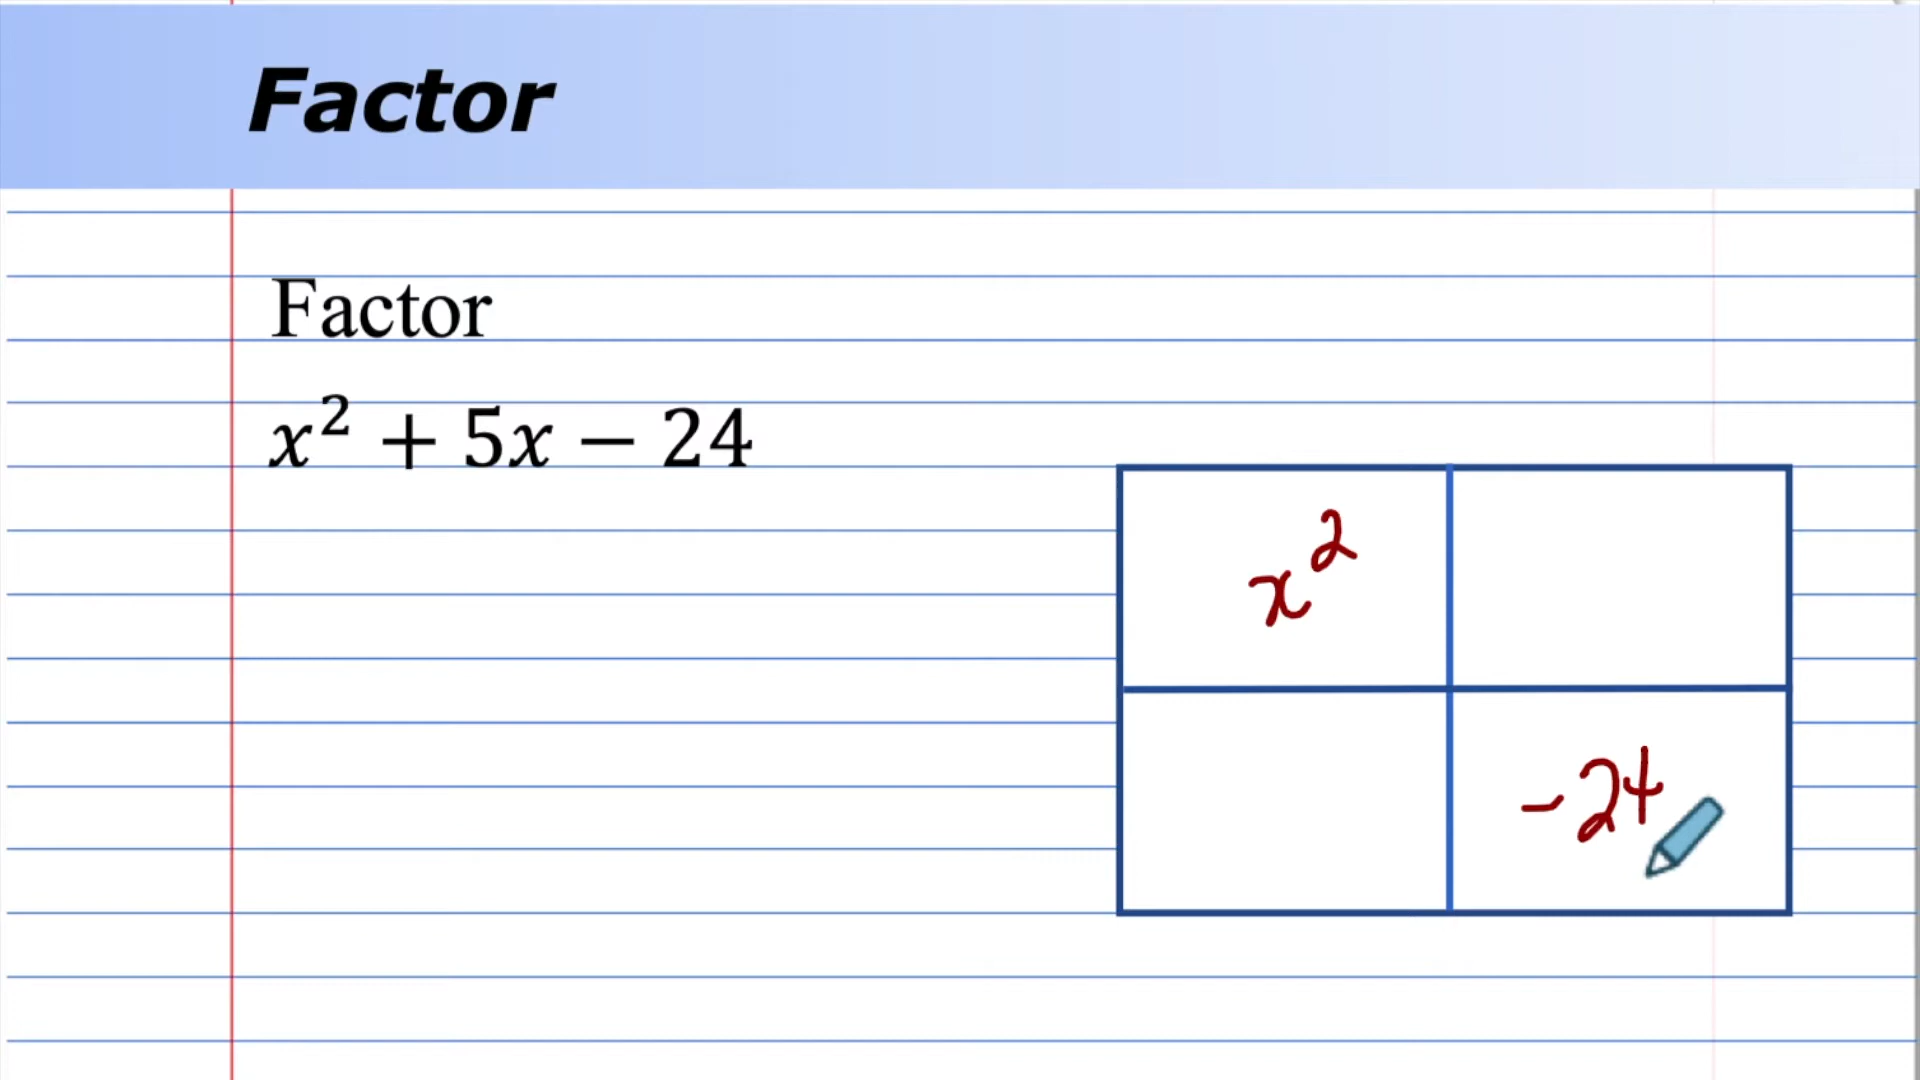 Factor
Factor
x² + 5x − 24
x²
-24